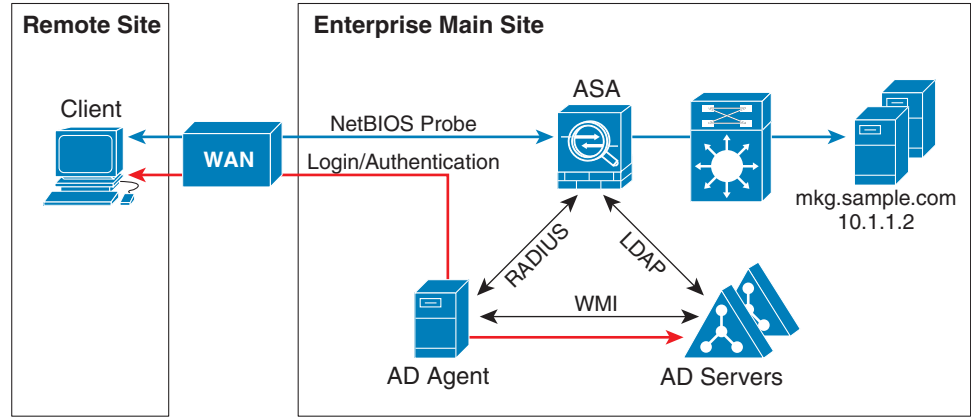 Remote Site
Enterprise Main Site
Client
ASA
NetBIOS Probe
WAN
Login/Authentication
mkg.sample.com
10.1.1.2
RADIUS
LDAP
WMI
AD Agent
AD Servers